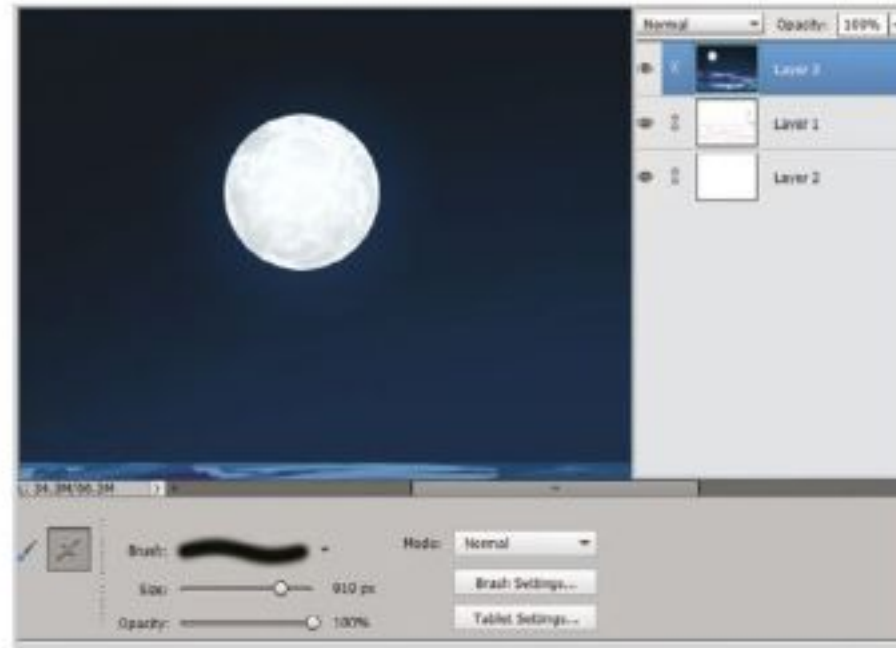 Normal Opacity: 100%
Layer 3
Layer 1
Layer 2
Brush:
Size: 910 px
Opacity: 100%
Mode: Normal
Brush Settings...
Tablet Settings...